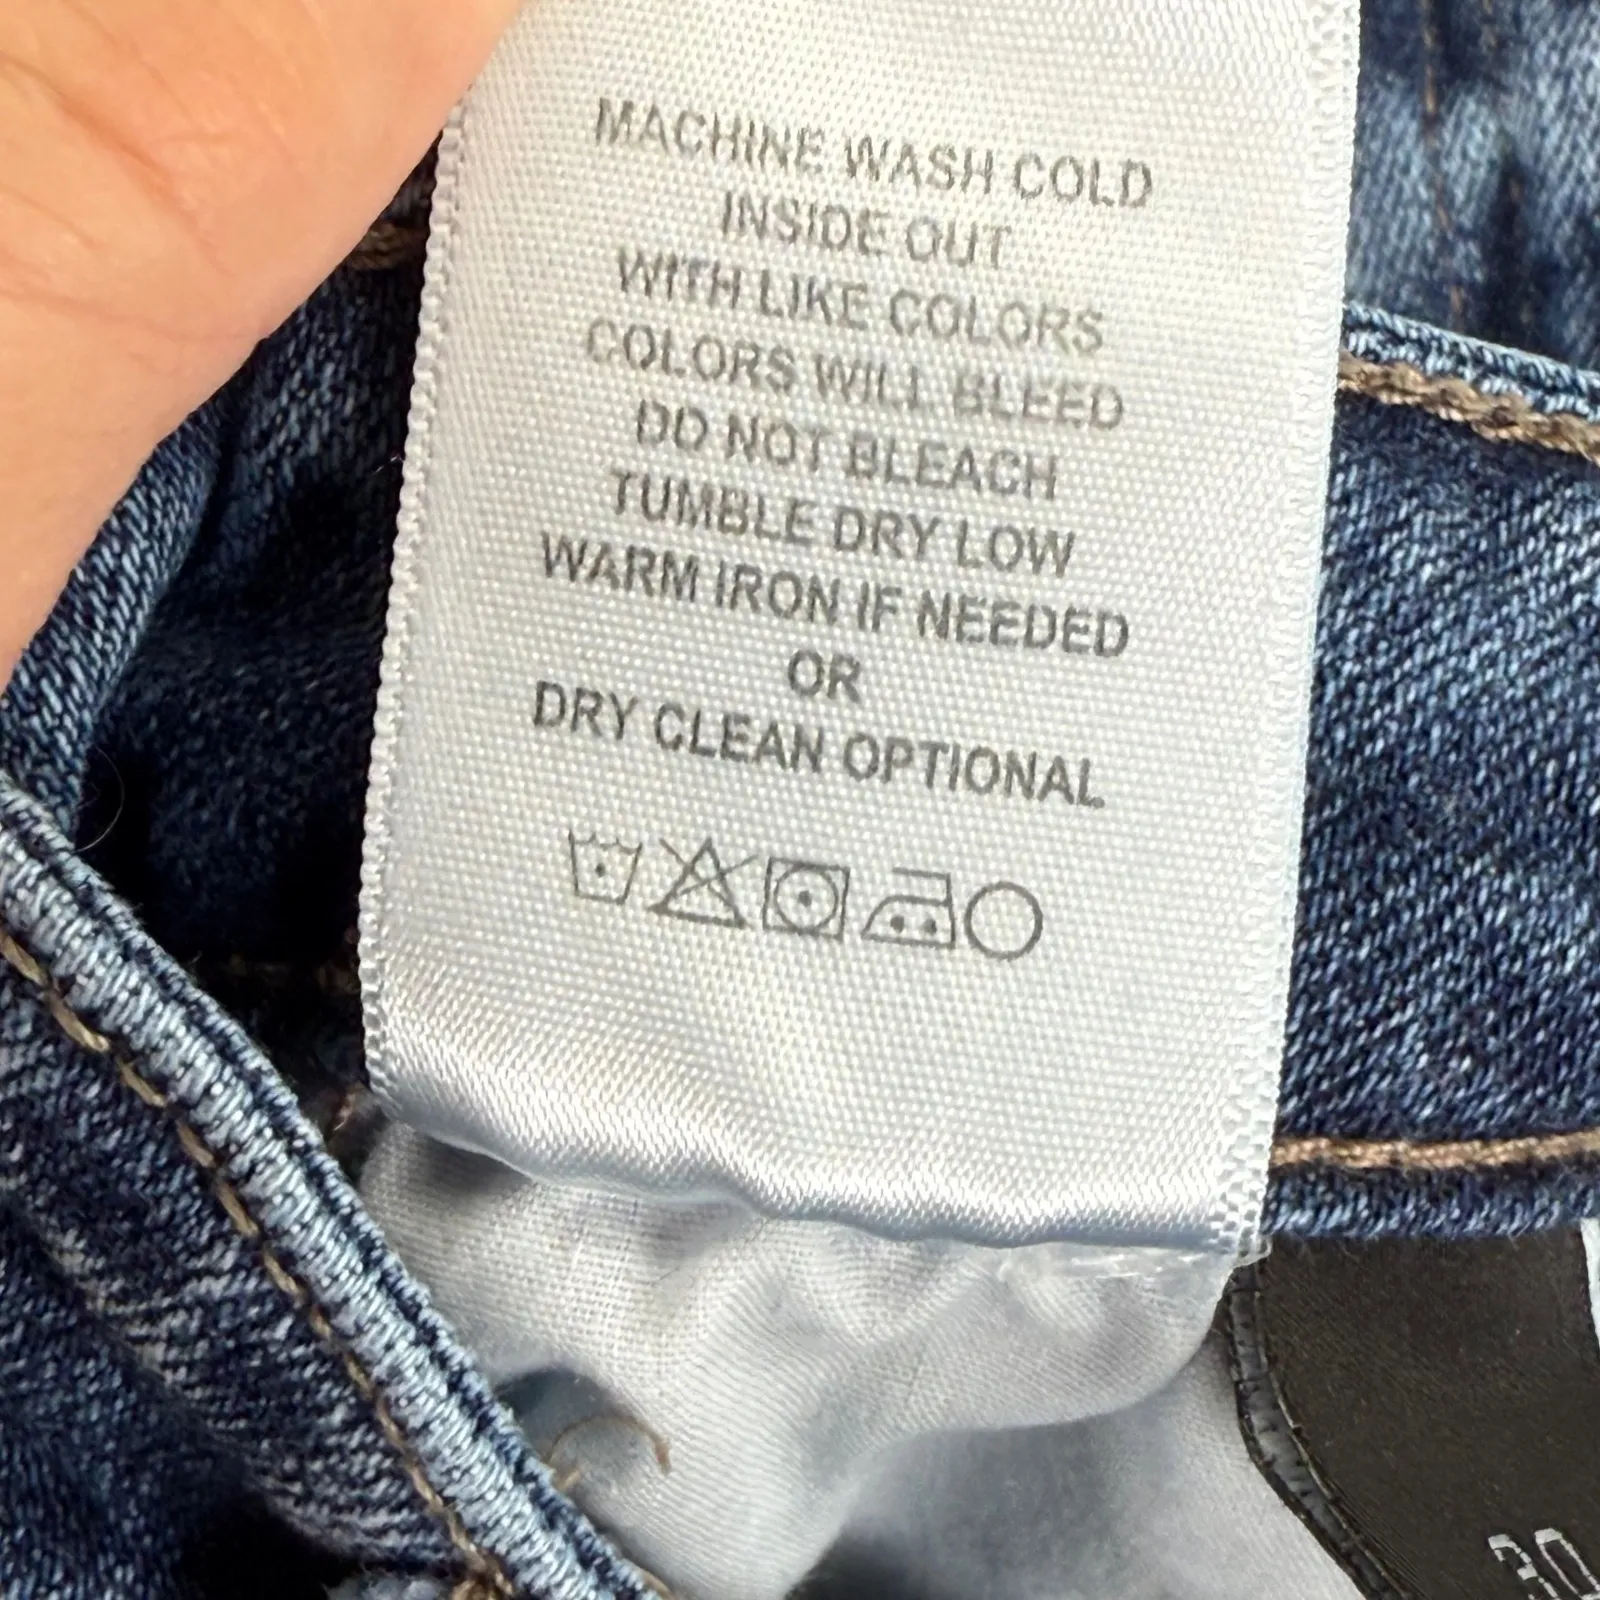 MACHINE WASH COLD
INSIDE OUT
WITH LIKE COLORS
COLORS WILL BLEED
DO NOT BLEACH
TUMBLE DRY LOW
WARM IRON IF NEEDED
OR
DRY CLEAN OPTIONAL
30